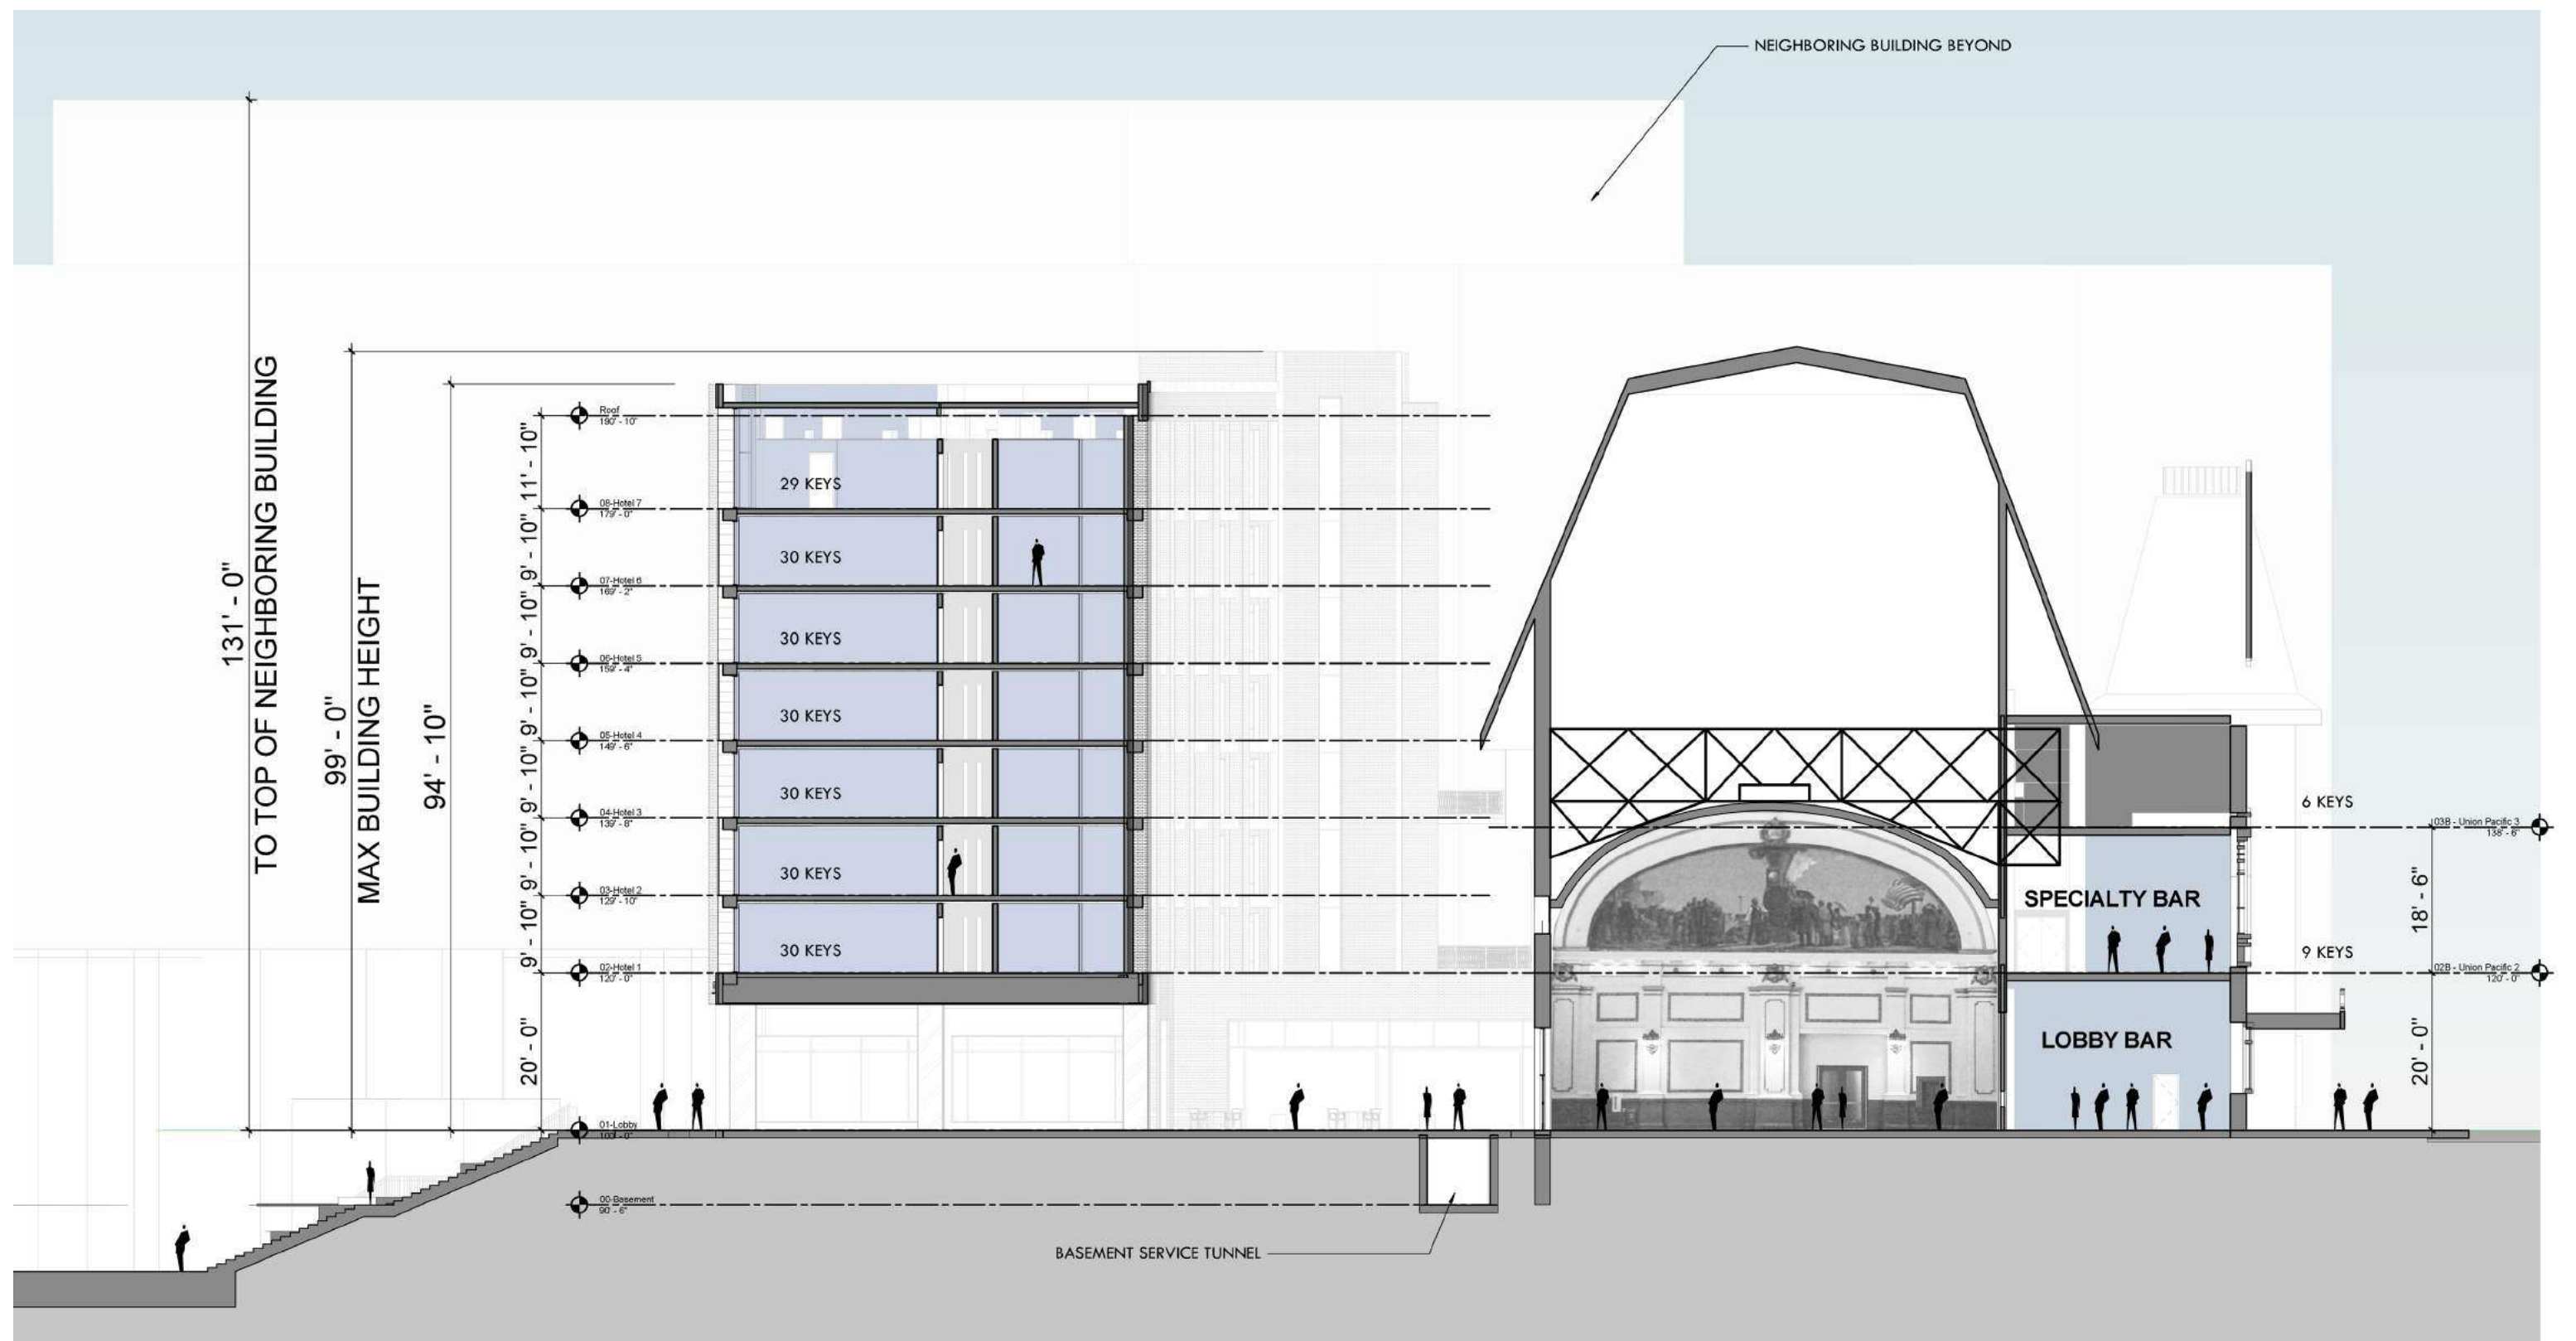 NEIGHBORING BUILDING BEYOND
131' - 0"
TO TOP OF NEIGHBORING BUILDING
99' - 0"
MAX BUILDING HEIGHT
94' - 10"
11' - 10"
9' - 10"
9' - 10"
9' - 10"
9' - 10"
9' - 10"
9' - 10"
20' - 0"
Roof
190' - 10"
08-Hotel 7
179' - 0"
07-Hotel 6
169' - 2"
06-Hotel 5
159' - 4"
05-Hotel 4
149' - 6"
04-Hotel 3
139' - 8"
03-Hotel 2
129' - 10"
02-Hotel 1
120' - 0"
01-Lobby
100' - 0"
00-Basement
90' - 6"
29 KEYS
30 KEYS
30 KEYS
30 KEYS
30 KEYS
30 KEYS
30 KEYS
BASEMENT SERVICE TUNNEL
SPECIALTY BAR
LOBBY BAR
6 KEYS
9 KEYS
03B - Union Pacific 3
138' - 6"
02B - Union Pacific 2
120' - 0"
18' - 6"
20' - 0"